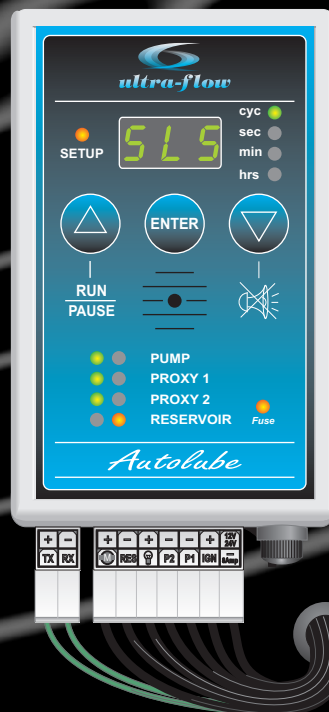 ultra-flow
cyc
sec
min
hrs
SETUP
SLS
ENTER
RUN
PAUSE
PUMP
PROXY 1
PROXY 2
RESERVOIR
Fuse
Autolube
+ - + - + - - + 12V 24V
TX RX M RES P2 P1 IGN 8Amp